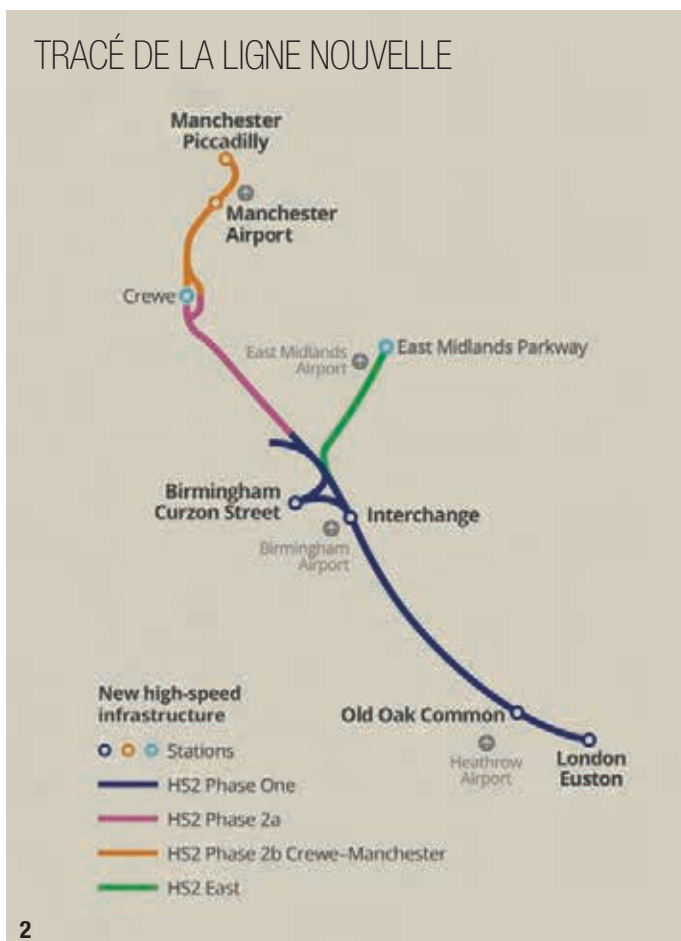 TRACÉ DE LA LIGNE NOUVELLE
Manchester
Piccadilly
Manchester
Airport
Crewe
East Midlands
Airport
East Midlands Parkway
Birmingham
Curzon Street
Interchange
Birmingham
Airport
Old Oak Common
Heathrow
Airport
London
Euston
New high-speed
infrastructure
Stations
HS2 Phase One
HS2 Phase 2a
HS2 Phase 2b Crewe–Manchester
HS2 East
2